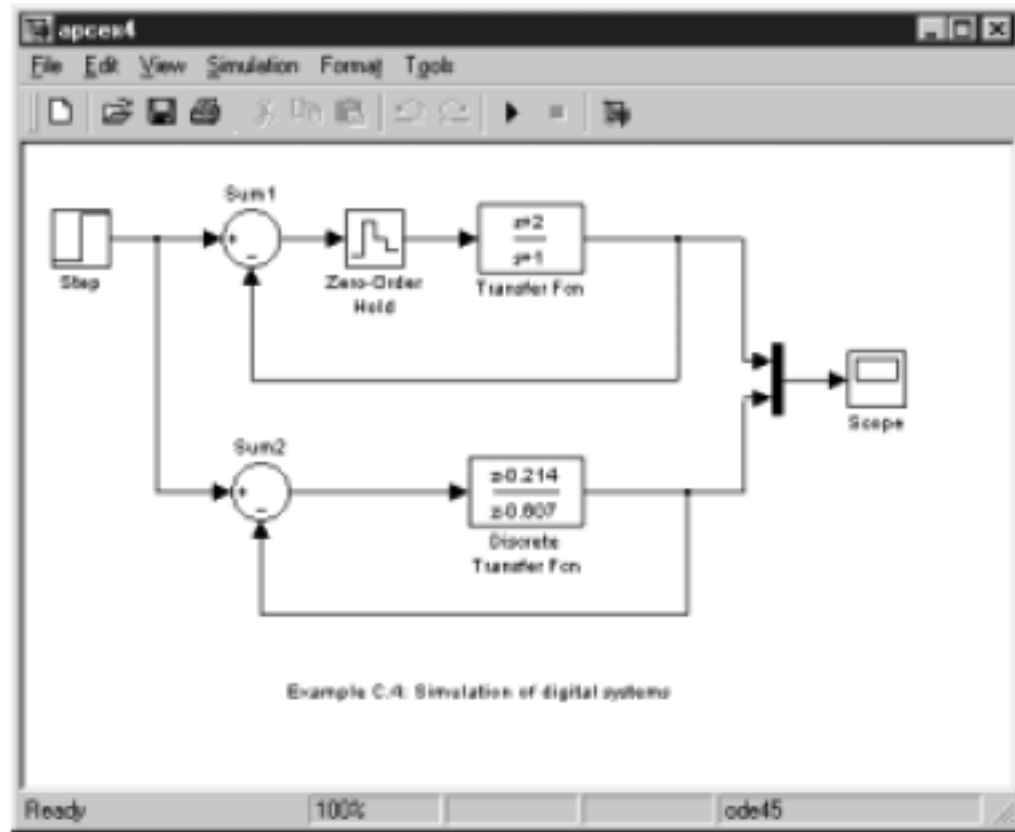 apcex4
File Edit View Simulation Format Tools
Sum1
+
-
Step
Zero-Order
Hold
s+2
s+1
Transfer Fcn
Scope
Sum2
+
-
z-0.214
z-0.607
Discrete
Transfer Fcn
Example C.4: Simulation of digital systems
Ready 100% ode45